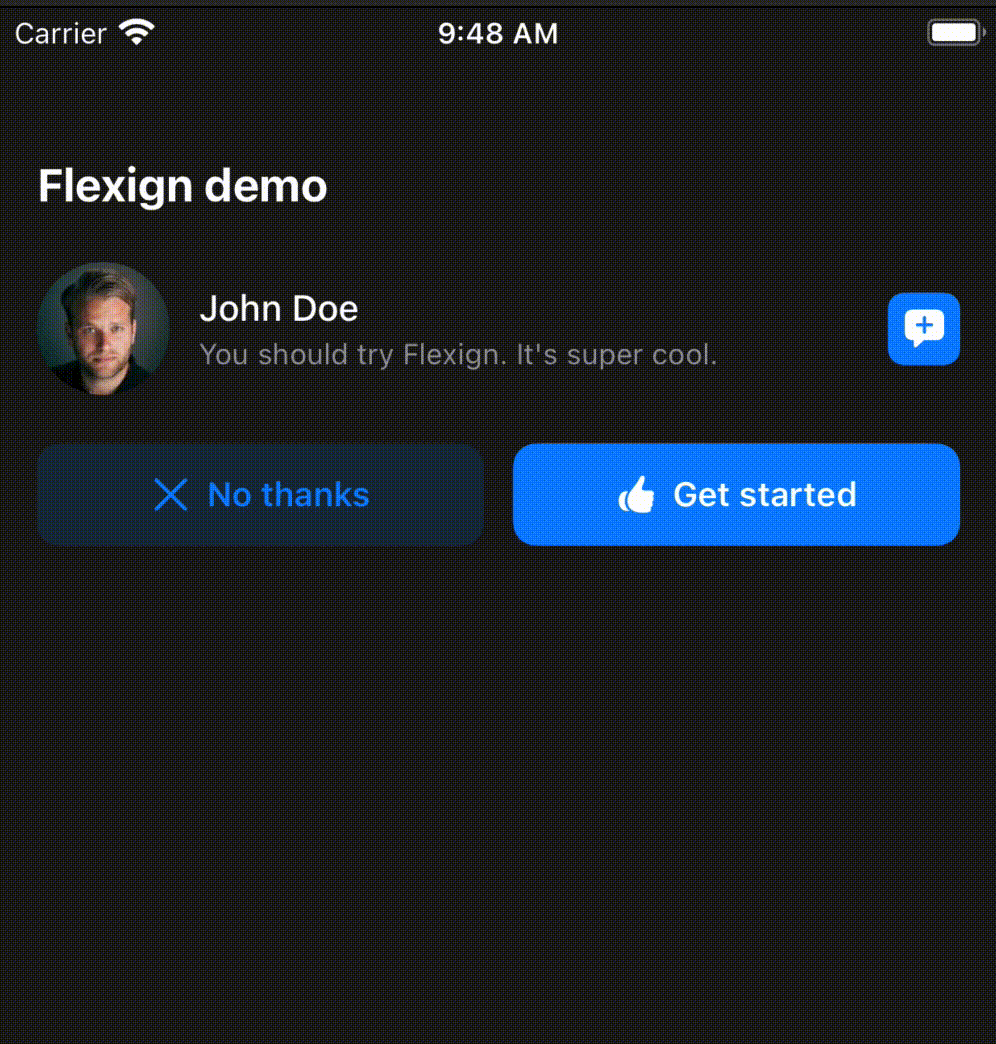 Carrier 9:48 AM
Flexign demo
John Doe
You should try Flexign. It's super cool.
No thanks Get started